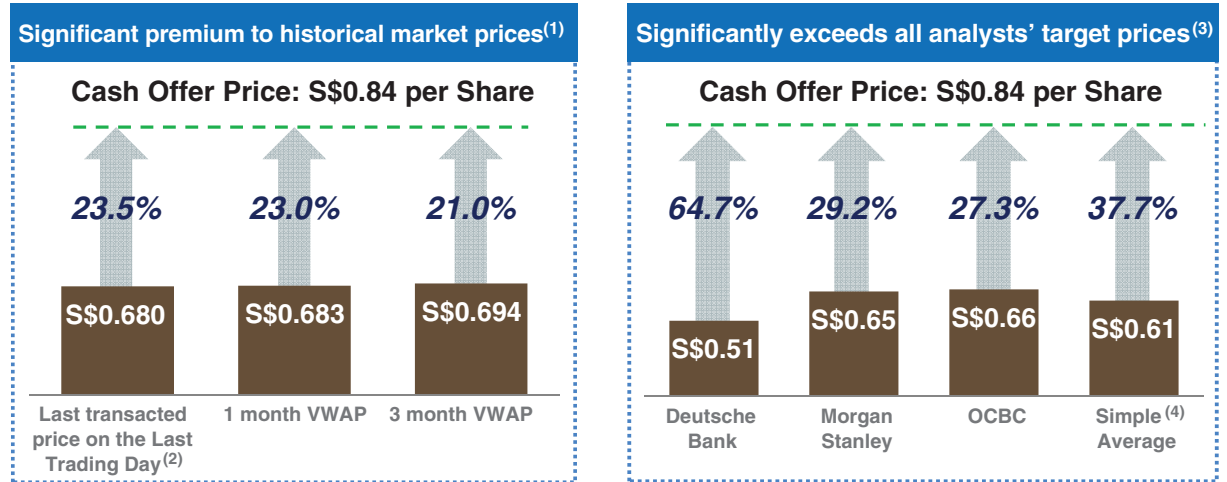 Significant premium to historical market prices(1)
Cash Offer Price: S$0.84 per Share
23.5% 23.0% 21.0%
S$0.680 S$0.683 S$0.694
Last transacted price on the Last Trading Day(2)
1 month VWAP
3 month VWAP
Significantly exceeds all analysts' target prices(3)
Cash Offer Price: S$0.84 per Share
64.7% 29.2% 27.3% 37.7%
S$0.51 S$0.65 S$0.66 S$0.61
Deutsche Bank
Morgan Stanley
OCBC
Simple(4) Average